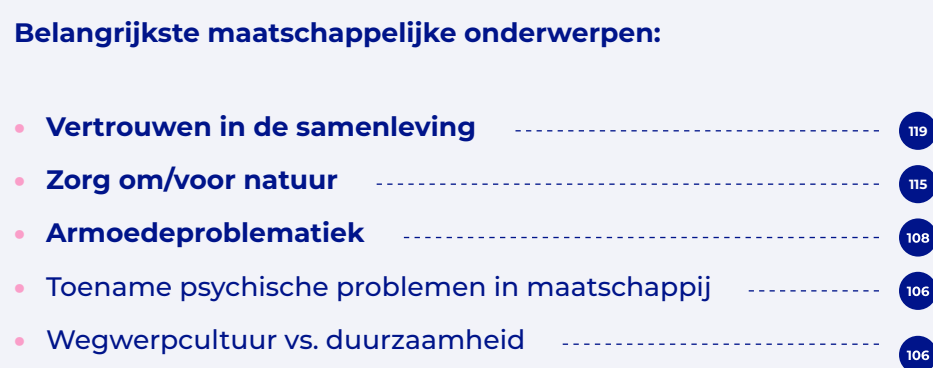 Belangrijkste maatschappelijke onderwerpen:
Vertrouwen in de samenleving 119
Zorg om/voor natuur 115
Armoedeproblematiek 108
Toename psychische problemen in maatschappij 106
Wegwerpcultuur vs. duurzaamheid 106